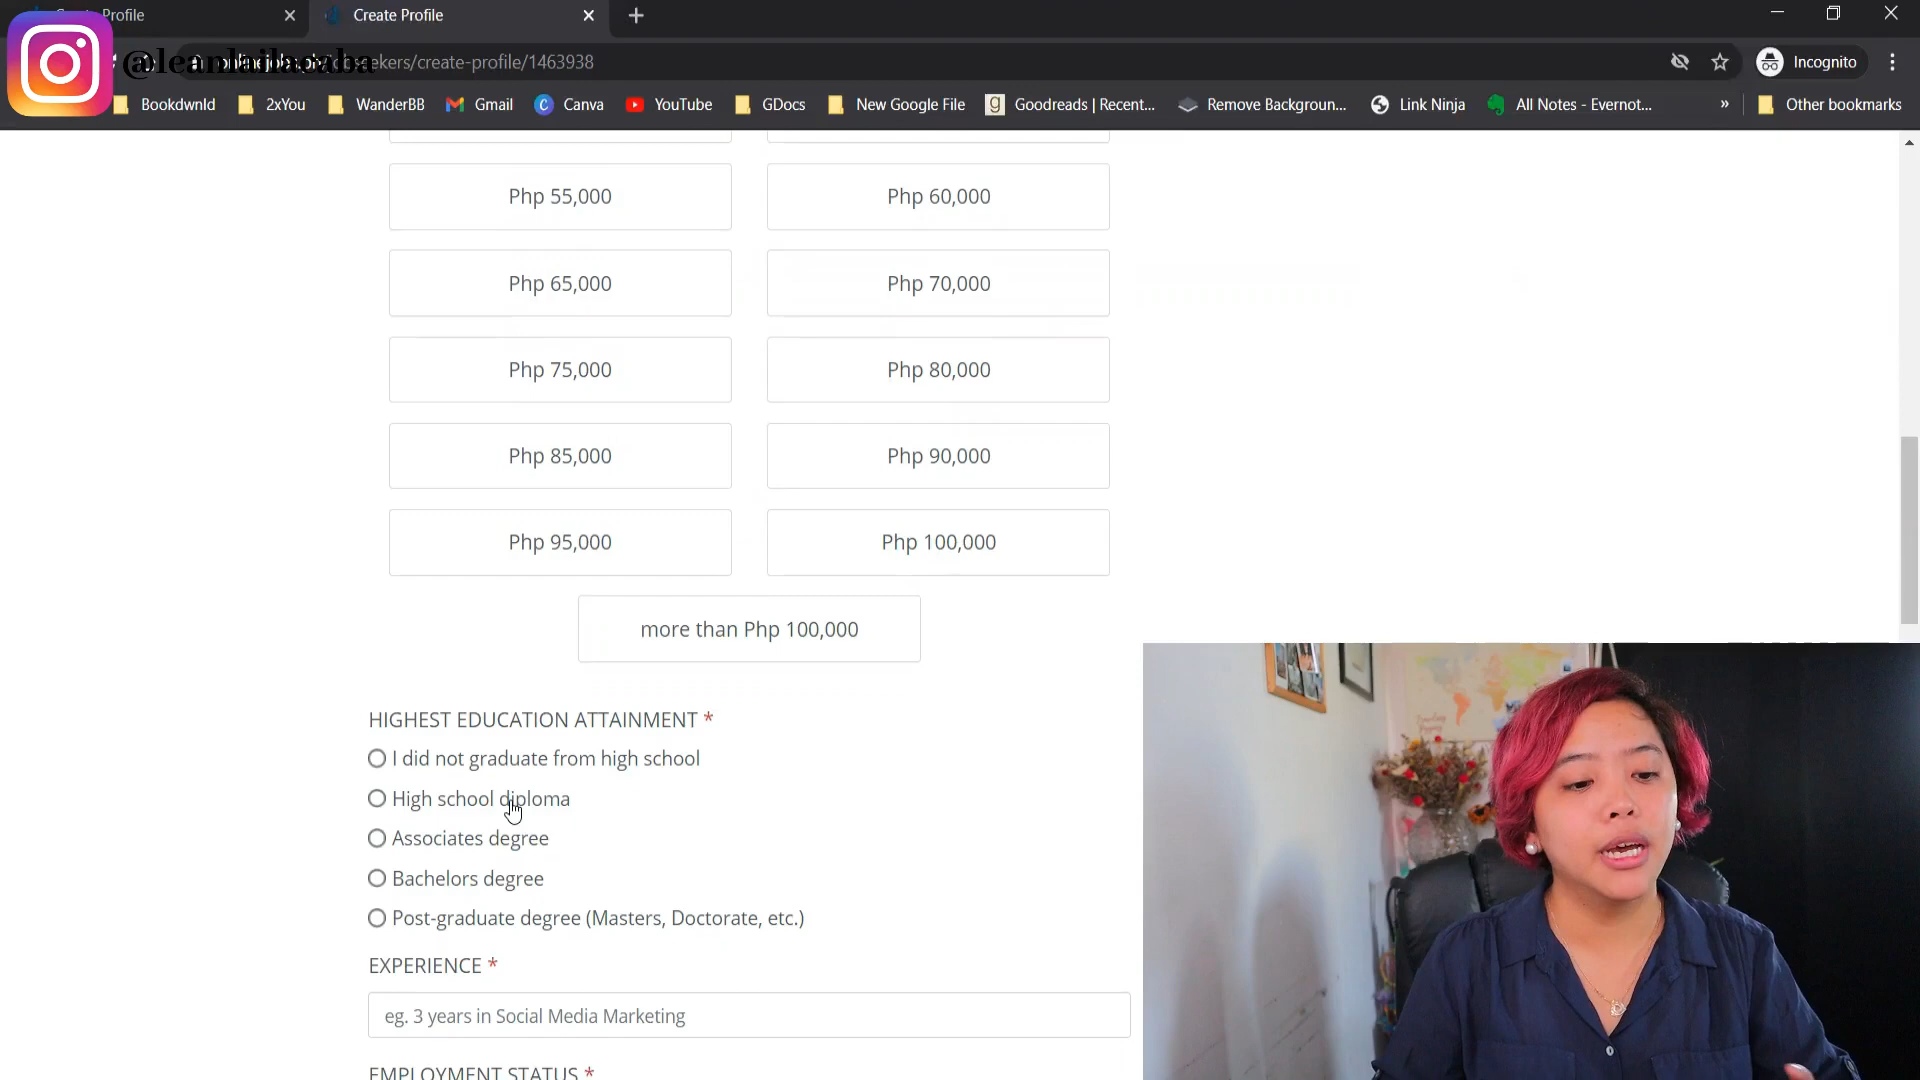 Profile
Create Profile
@leanlailacaba
onlinejobs.ph/jobseekers/create-profile/1463938
Incognito
Bookdwnld
2xYou
WanderBB
Gmail
Canva
YouTube
GDocs
New Google File
Goodreads | Recent...
Remove Backgroun...
Link Ninja
All Notes - Evernot...
»
Other bookmarks
Php 55,000
Php 60,000
Php 65,000
Php 70,000
Php 75,000
Php 80,000
Php 85,000
Php 90,000
Php 95,000
Php 100,000
more than Php 100,000
HIGHEST EDUCATION ATTAINMENT *
I did not graduate from high school
High school diploma
Associates degree
Bachelors degree
Post-graduate degree (Masters, Doctorate, etc.)
EXPERIENCE *
eg. 3 years in Social Media Marketing
EMPLOYMENT STATUS *